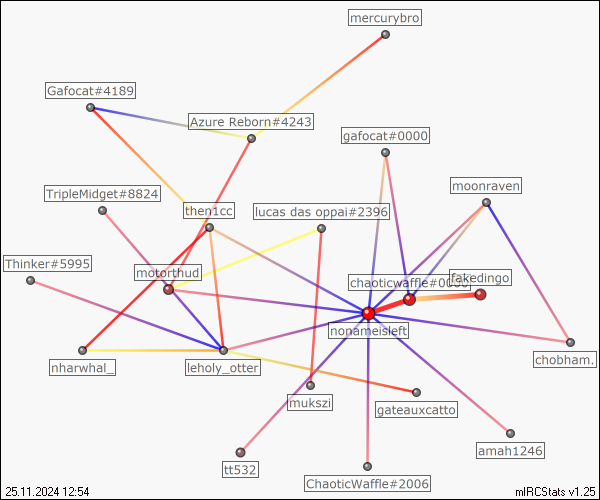 mercurybro
Gafocat#4189
Azure Reborn#4243
gafocat#0000
moonraven
TripleMidget#8824
then1cc
lucas das oppai#2396
Thinker#5995
motorthud
chaoticwaffle#00
fakedingo
nonameisleft
chobham.
nharwhal_
leholy_otter
mukszi
gateauxcatto
amah1246
tt532
ChaoticWaffle#2006
25.11.2024 12:54
mIRCStats v1.25